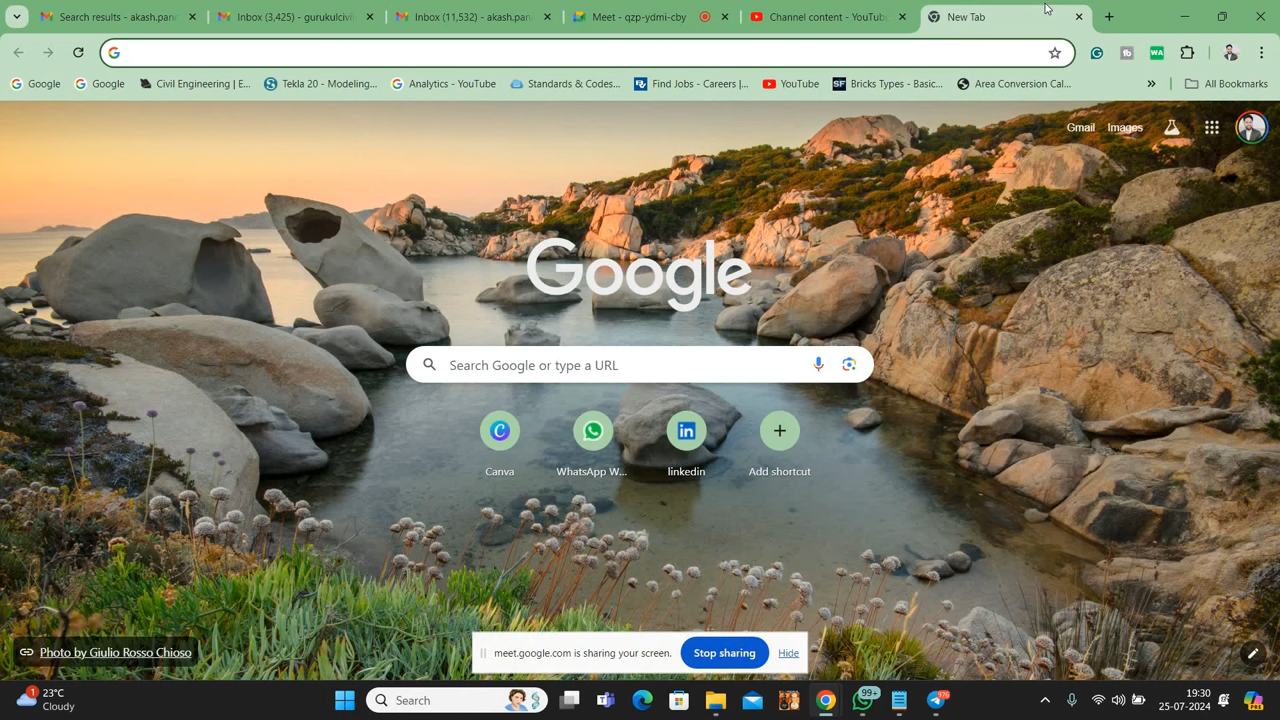 Search results - akash.pan
Inbox (3,425) - gurukulcivi
Inbox (11,532) - akash.pan
Meet - qzp-ydmi-cby
Channel content - YouTub
New Tab
Google
Google
Civil Engineering | E...
Tekla 20 - Modeling...
Analytics - YouTube
Standards & Codes...
Find Jobs - Careers |...
YouTube
Bricks Types - Basic...
Area Conversion Cal...
»
All Bookmarks
Gmail
Images
Google
Search Google or type a URL
Canva
WhatsApp W...
linkedin
Add shortcut
Photo by Giulio Rosso Chioso
meet.google.com is sharing your screen.
Stop sharing
Hide
1
23°C
Cloudy
Search
99+
976
19:30
25-07-2024